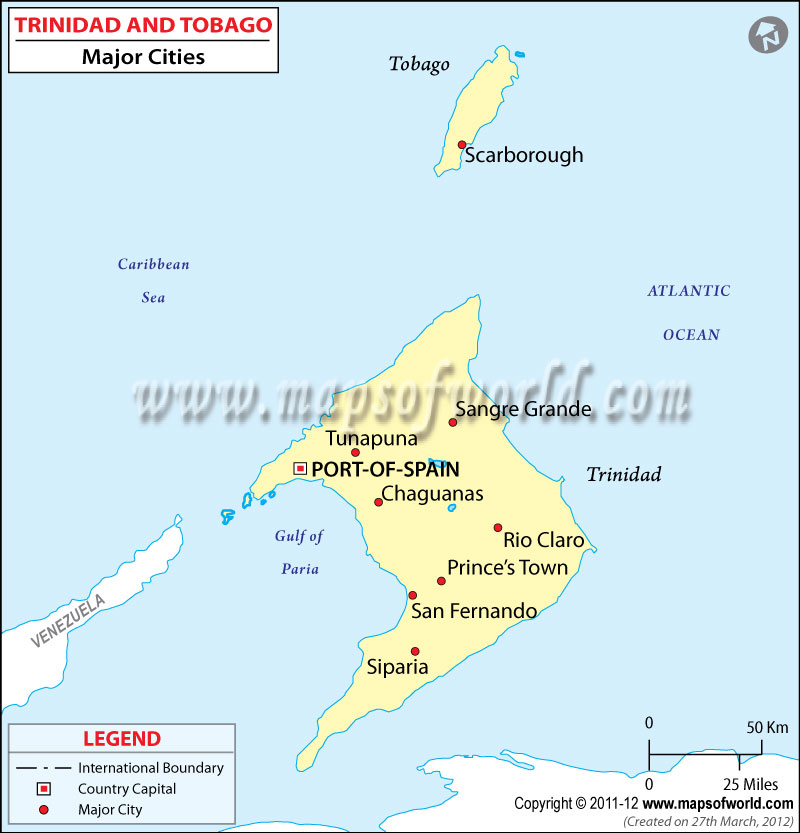 TRINIDAD AND TOBAGO
Major Cities
N
Tobago
Scarborough
Caribbean
Sea
ATLANTIC
OCEAN
www.mapsofworld.com
Sangre Grande
Tunapuna
PORT-OF-SPAIN
Trinidad
Chaguanas
Gulf of
Paria
Rio Claro
Prince's Town
San Fernando
VENEZUELA
Siparia
LEGEND
International Boundary
Country Capital
Major City
0 50 Km
0 25 Miles
Copyright © 2011-12 www.mapsofworld.com
(Created on 27th March, 2012)